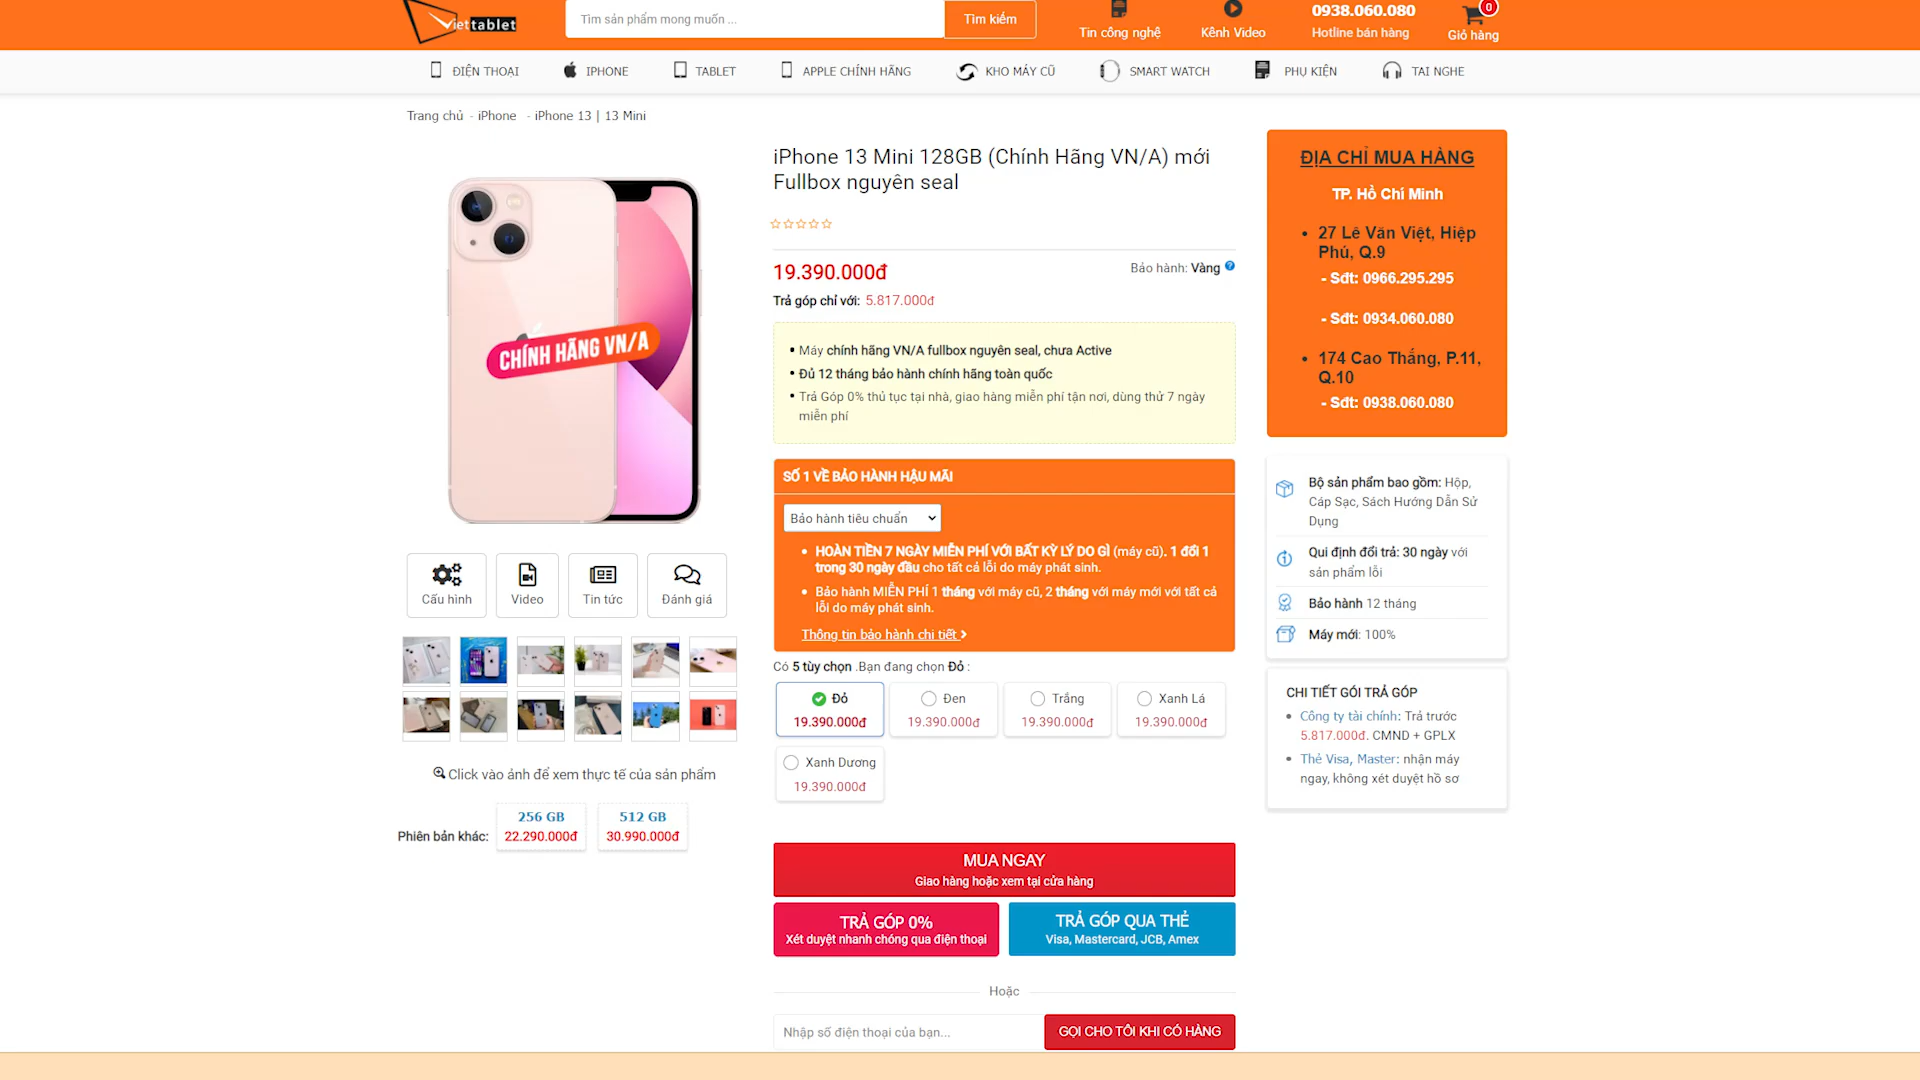 Viettablet
Tìm sản phẩm mong muốn ...
Tìm kiếm
Tin công nghệ
Kênh Video
0938.060.080
Hotline bán hàng
0
Giỏ hàng
ĐIỆN THOẠI
IPHONE
TABLET
APPLE CHÍNH HÃNG
KHO MÁY CŨ
SMART WATCH
PHỤ KIỆN
TAI NGHE
Trang chủ - iPhone - iPhone 13 | 13 Mini
CHÍNH HÃNG VN/A
Cấu hình
Video
Tin tức
Đánh giá
Click vào ảnh để xem thực tế của sản phẩm
Phiên bản khác:
256 GB
22.290.000đ
512 GB
30.990.000đ
iPhone 13 Mini 128GB (Chính Hãng VN/A) mới
Fullbox nguyên seal
19.390.000đ
Bảo hành: Vàng ?
Trả góp chỉ với: 5.817.000đ
Máy chính hãng VN/A fullbox nguyên seal, chưa Active
Đủ 12 tháng bảo hành chính hãng toàn quốc
Trả Góp 0% thủ tục tại nhà, giao hàng miễn phí tận nơi, dùng thử 7 ngày
miễn phí
SỐ 1 VỀ BẢO HÀNH HẬU MÃI
Bảo hành tiêu chuẩn
HOÀN TIỀN 7 NGÀY MIỄN PHÍ VỚI BẤT KỲ LÝ DO GÌ (máy cũ). 1 đổi 1
trong 30 ngày đầu cho tất cả lỗi do máy phát sinh.
Bảo hành MIỄN PHÍ 1 tháng với máy cũ, 2 tháng với máy mới với tất cả
lỗi do máy phát sinh.
Thông tin bảo hành chi tiết
Có 5 tùy chọn .Bạn đang chọn Đỏ :
Đỏ
19.390.000đ
Đen
19.390.000đ
Trắng
19.390.000đ
Xanh Lá
19.390.000đ
Xanh Dương
19.390.000đ
MUA NGAY
Giao hàng hoặc xem tại cửa hàng
TRẢ GÓP 0%
Xét duyệt nhanh chóng qua điện thoại
TRẢ GÓP QUA THẺ
Visa, Mastercard, JCB, Amex
Hoặc
Nhập số điện thoại của bạn...
GỌI CHO TÔI KHI CÓ HÀNG
ĐỊA CHỈ MUA HÀNG
TP. Hồ Chí Minh
27 Lê Văn Việt, Hiệp
Phú, Q.9
- Sđt: 0966.295.295
- Sđt: 0934.060.080
174 Cao Thắng, P.11,
Q.10
- Sđt: 0938.060.080
Bộ sản phẩm bao gồm: Hộp,
Cáp Sạc, Sách Hướng Dẫn Sử
Dụng
Qui định đổi trả: 30 ngày với
sản phẩm lỗi
Bảo hành 12 tháng
Máy mới: 100%
CHI TIẾT GÓI TRẢ GÓP
Công ty tài chính: Trả trước
5.817.000đ. CMND + GPLX
Thẻ Visa, Master: nhận máy
ngay, không xét duyệt hồ sơ